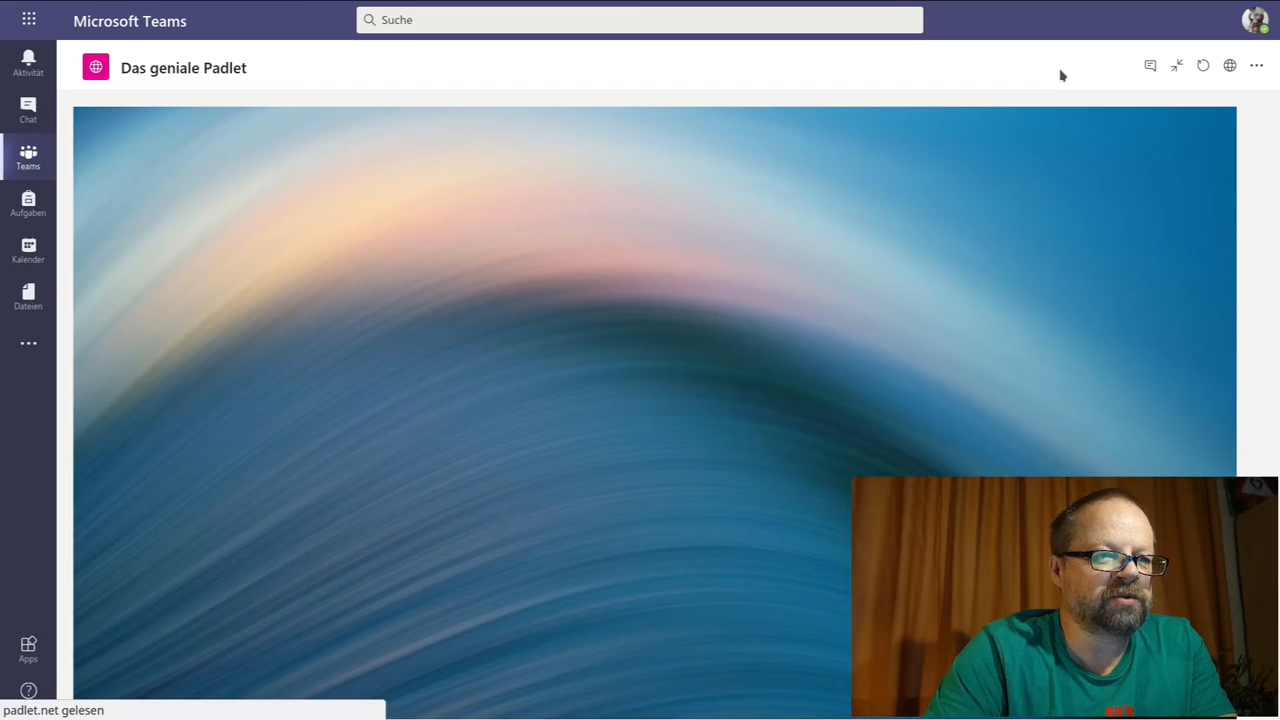 Microsoft Teams
Suche
Aktivität
Das geniale Padlet
Chat
Teams
Aufgaben
Kalender
Dateien
Apps
padlet.net gelesen